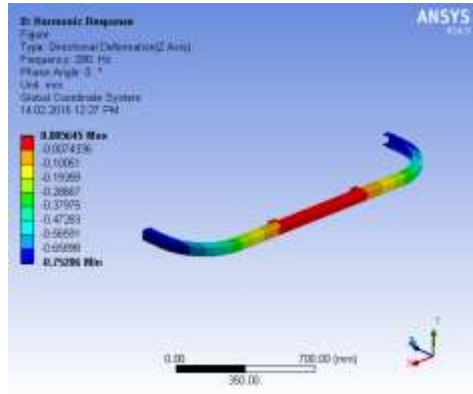 D: Harmonic Response
Figure
Type: Directional Deformation(Z Axis)
Frequency: 280. Hz
Phase Angle: 0. °
Unit: mm
Global Coordinate System
14.02.2015 12:27 PM
ANSYS
Max
-0.0074336
-0.10051
-0.19359
-0.28667
-0.37975
-0.47283
-0.56591
-0.65898
-0.75206 Min
0.00
700.00 (mm)
350.00